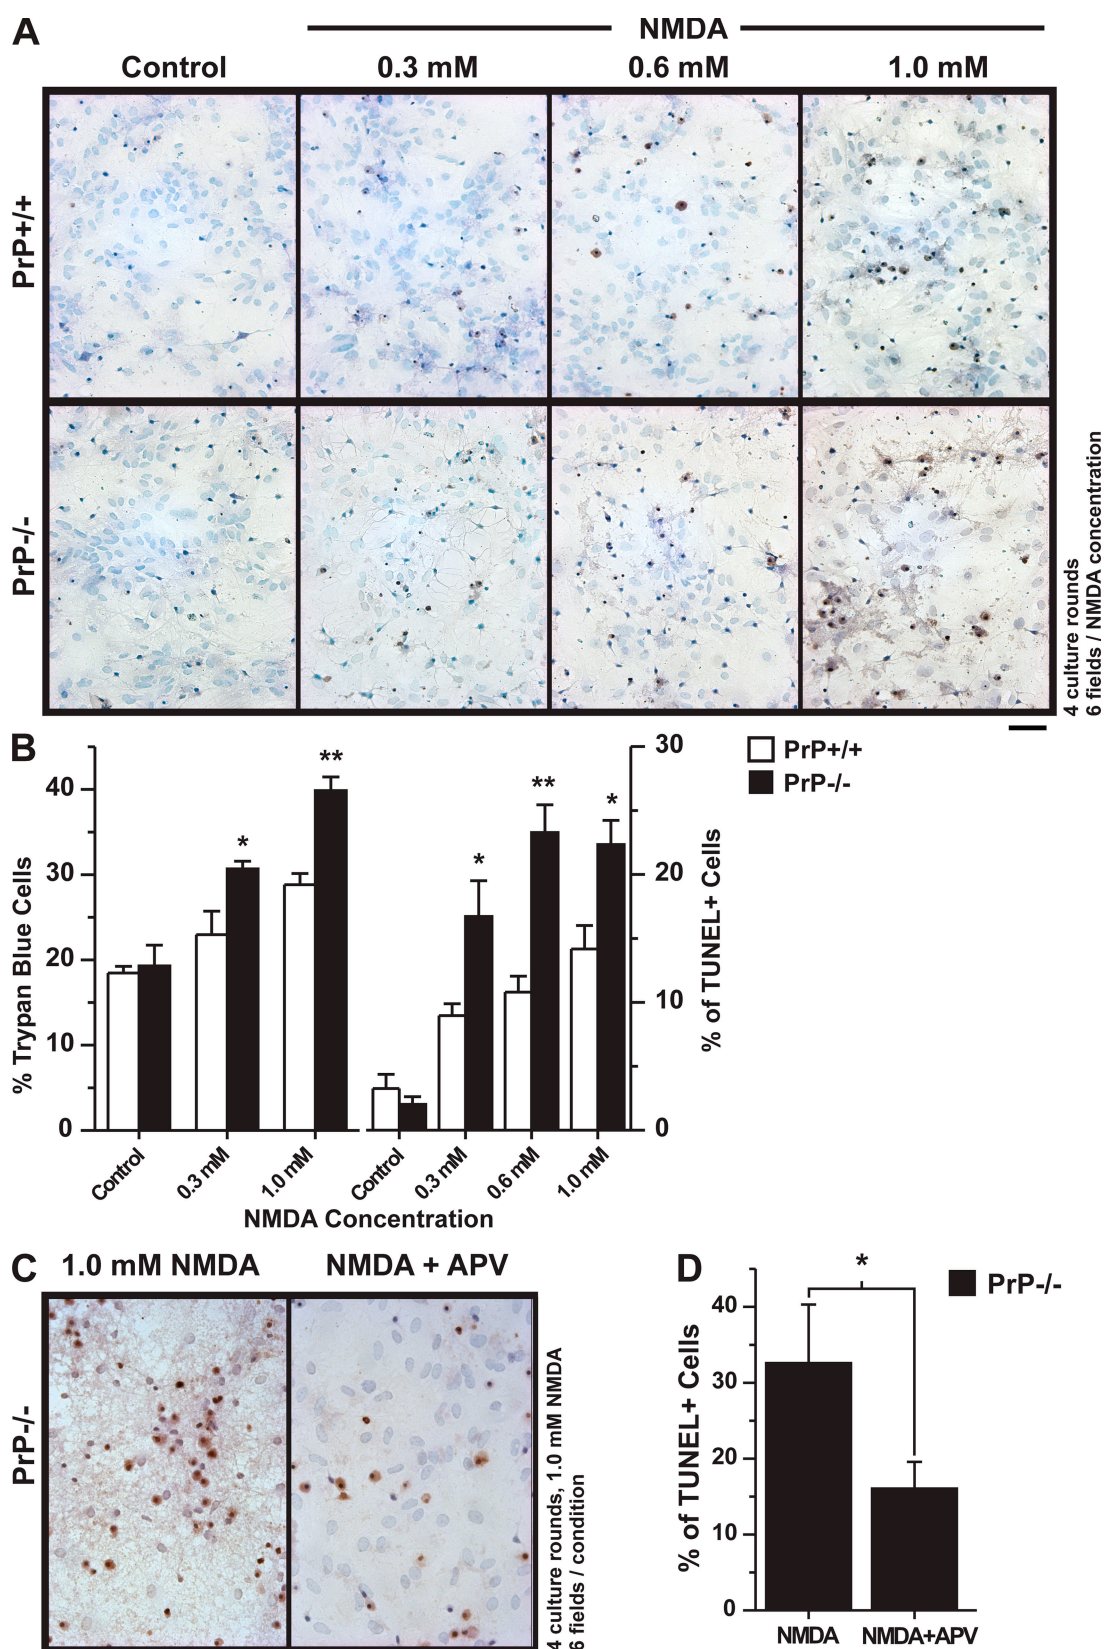 A
NMDA
Control 0.3 mM 0.6 mM 1.0 mM
PrP+/+
PrP-/-
4 culture rounds
6 fields / NMDA concentration
B
PrP+/+
PrP-/-
% Trypan Blue Cells
40
30
20
10
0
** * * ** *
30
20
10
0
% of TUNEL+ Cells
Control 0.3 mM 1.0 mM Control 0.3 mM 0.6 mM 1.0 mM
NMDA Concentration
C
1.0 mM NMDA NMDA + APV
PrP-/-
4 culture rounds, 1.0 mM NMDA
6 fields / condition
D
*
PrP-/-
% of TUNEL+ Cells
40
30
20
10
0
NMDA NMDA+APV